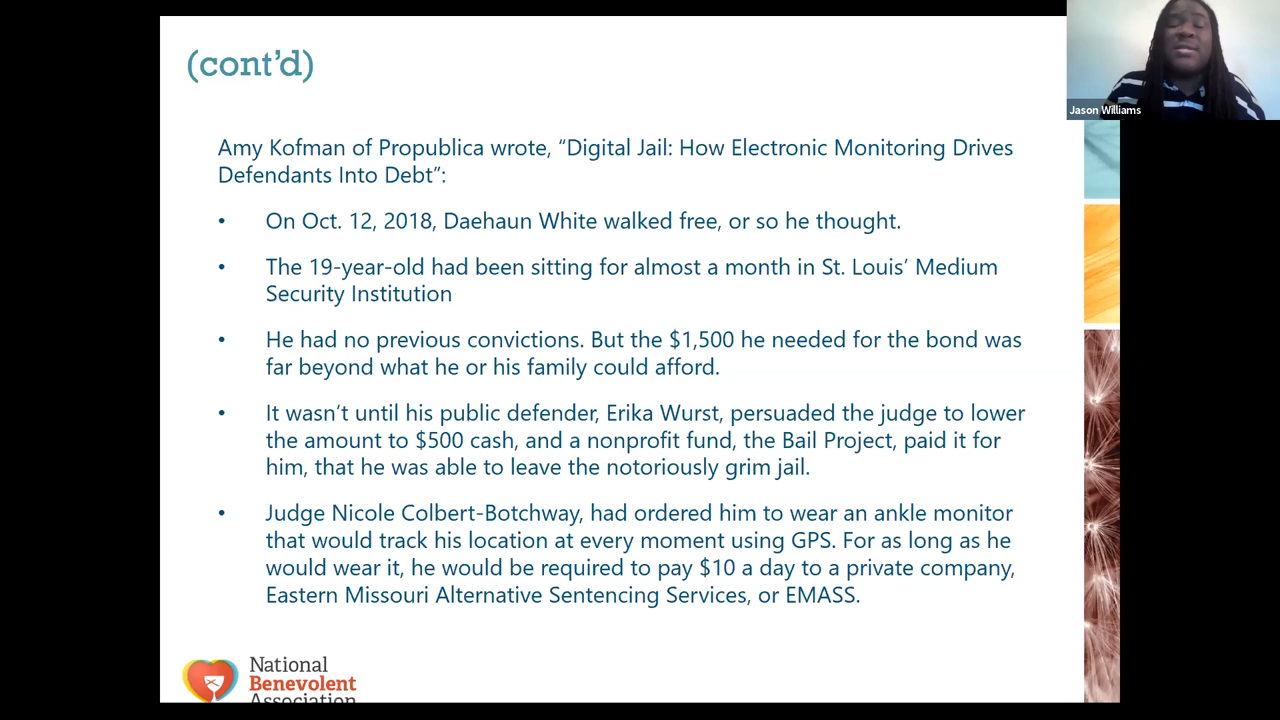 (cont’d)
Jason Williams
Amy Kofman of Propublica wrote, “Digital Jail: How Electronic Monitoring Drives
Defendants Into Debt”:
• On Oct. 12, 2018, Daehaun White walked free, or so he thought.
• The 19-year-old had been sitting for almost a month in St. Louis’ Medium
Security Institution
• He had no previous convictions. But the $1,500 he needed for the bond was
far beyond what he or his family could afford.
• It wasn’t until his public defender, Erika Wurst, persuaded the judge to lower
the amount to $500 cash, and a nonprofit fund, the Bail Project, paid it for
him, that he was able to leave the notoriously grim jail.
• Judge Nicole Colbert-Botchway, had ordered him to wear an ankle monitor
that would track his location at every moment using GPS. For as long as he
would wear it, he would be required to pay $10 a day to a private company,
Eastern Missouri Alternative Sentencing Services, or EMASS.
National
Benevolent
Association